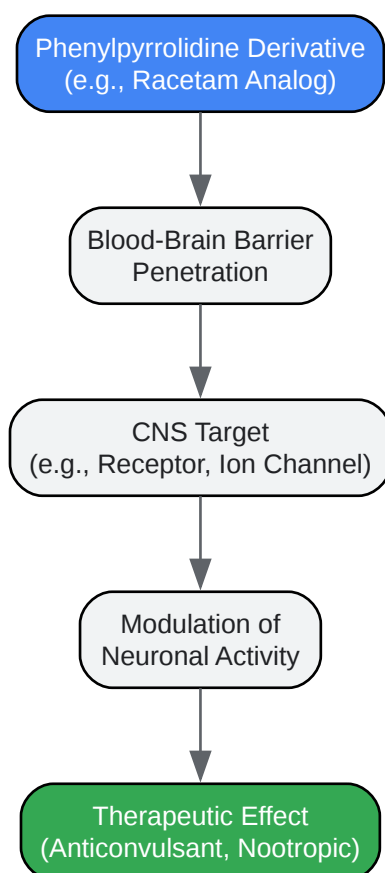 Phenylpyrrolidine Derivative
(e.g., Racetam Analog)
Blood-Brain Barrier
Penetration
CNS Target
(e.g., Receptor, Ion Channel)
Modulation of
Neuronal Activity
Therapeutic Effect
(Anticonvulsant, Nootropic)